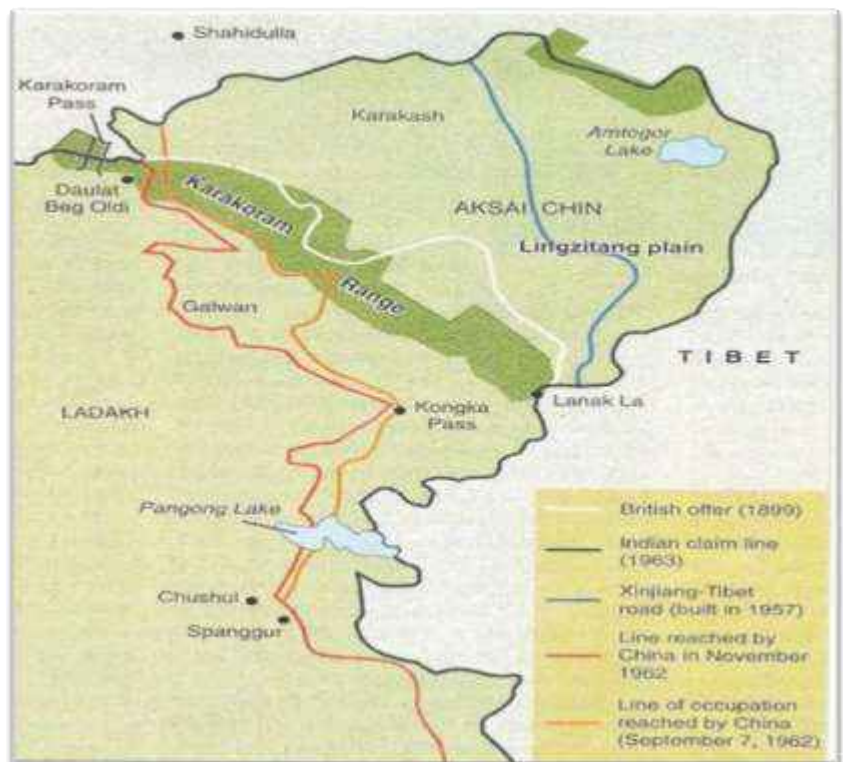 Shahidulla
Karakoram
Pass
Karakash
Amtogor
Lake
Daulat
Beg Oldi
Karakoram
Range
AKSAI CHIN
Lingzitang plain
Galwan
TIBET
LADAKH
Kongka
Pass
Lanak La
Pangong Lake
Chushul
Spanggur
British offer (1899)
Indian claim line
(1963)
Xinjiang-Tibet
road (built in 1957)
Line reached by
China in November
1962
Line of occupation
reached by China
(September 7, 1962)